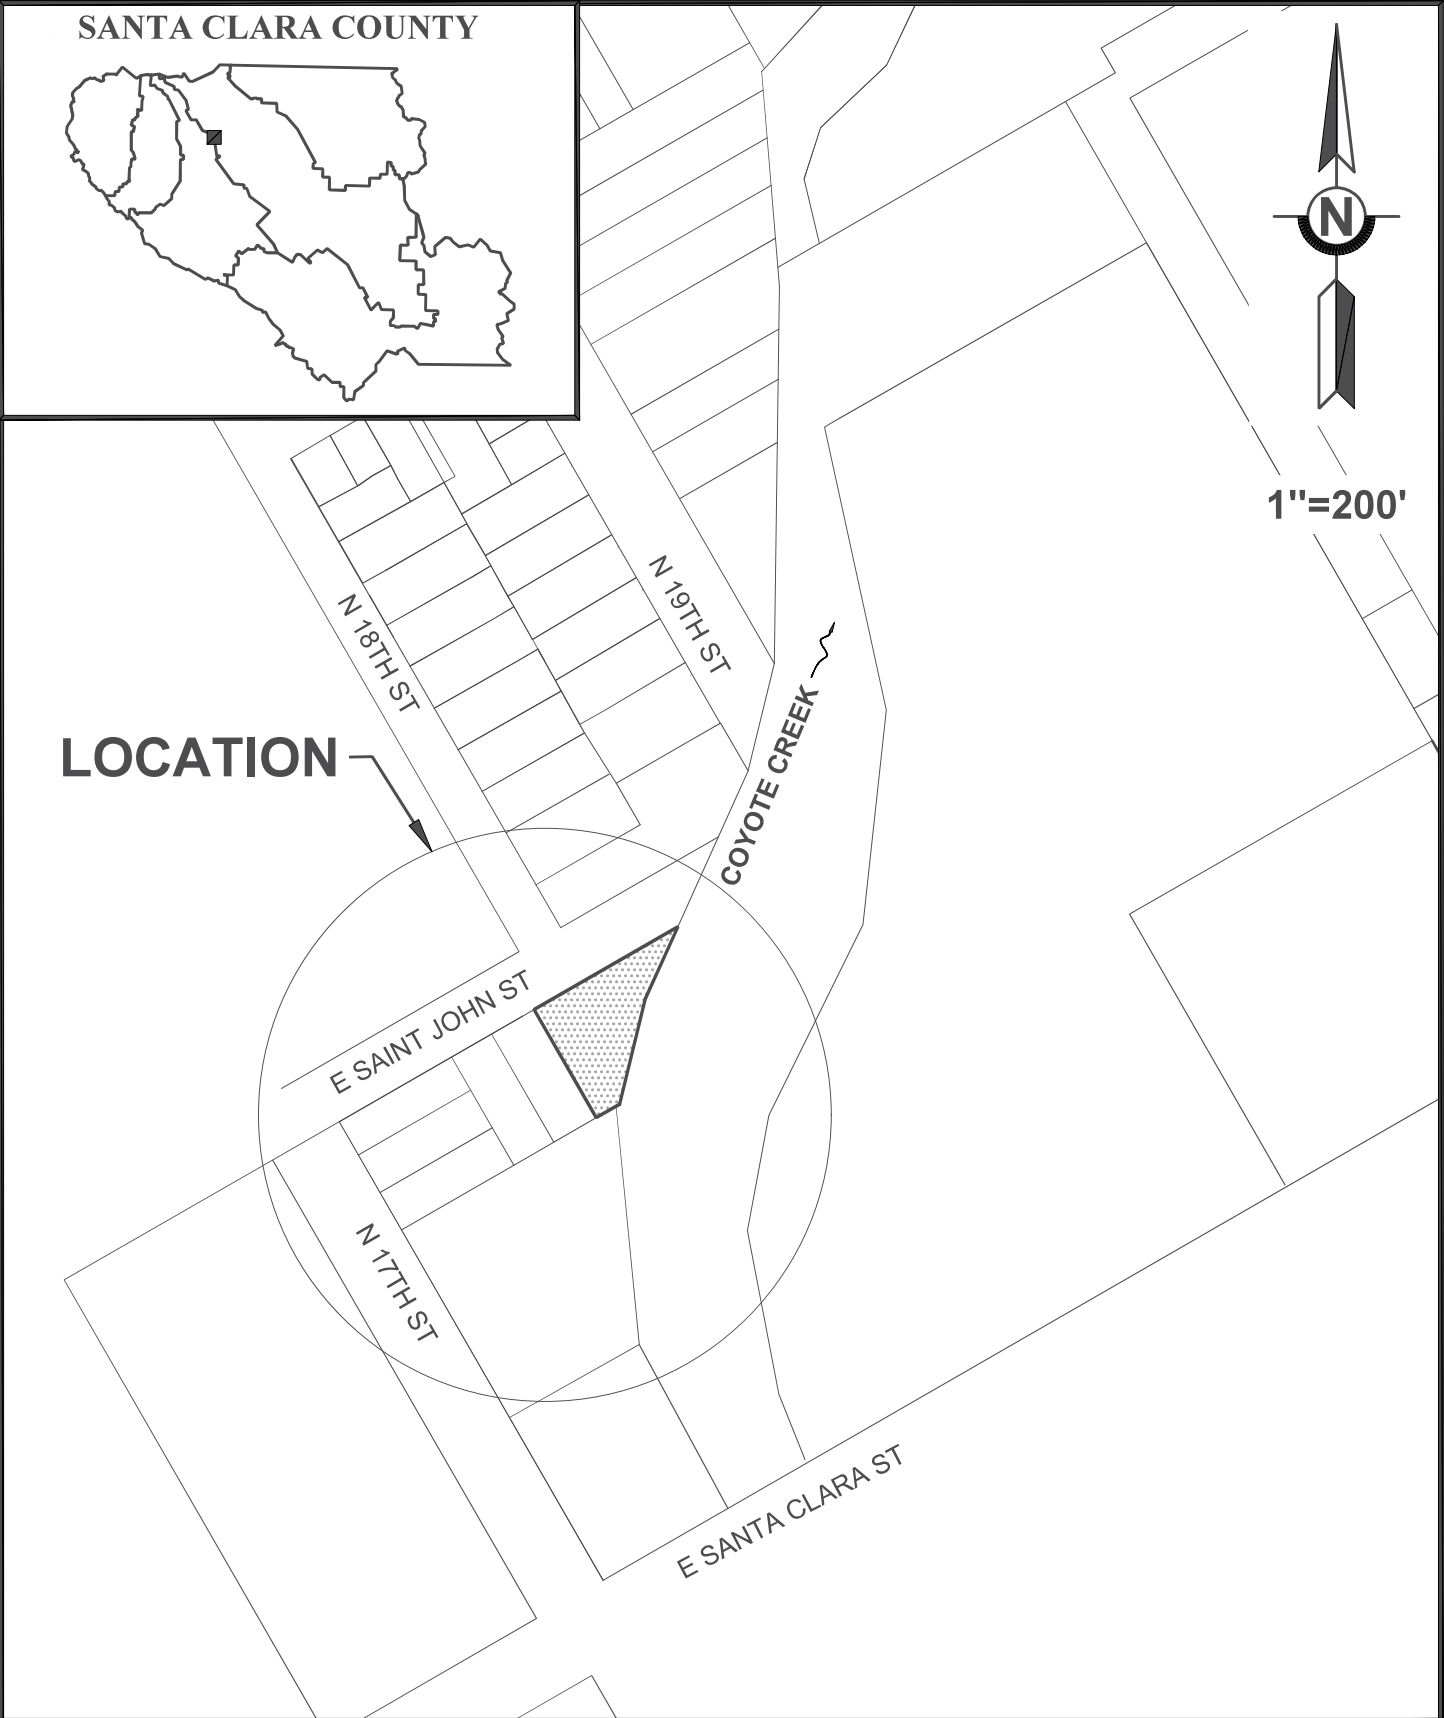 SANTA CLARA COUNTY
N
1"=200'
N 18TH ST
N 19TH ST
COYOTE CREEK
LOCATION
E SAINT JOHN ST
N 17TH ST
E SANTA CLARA ST